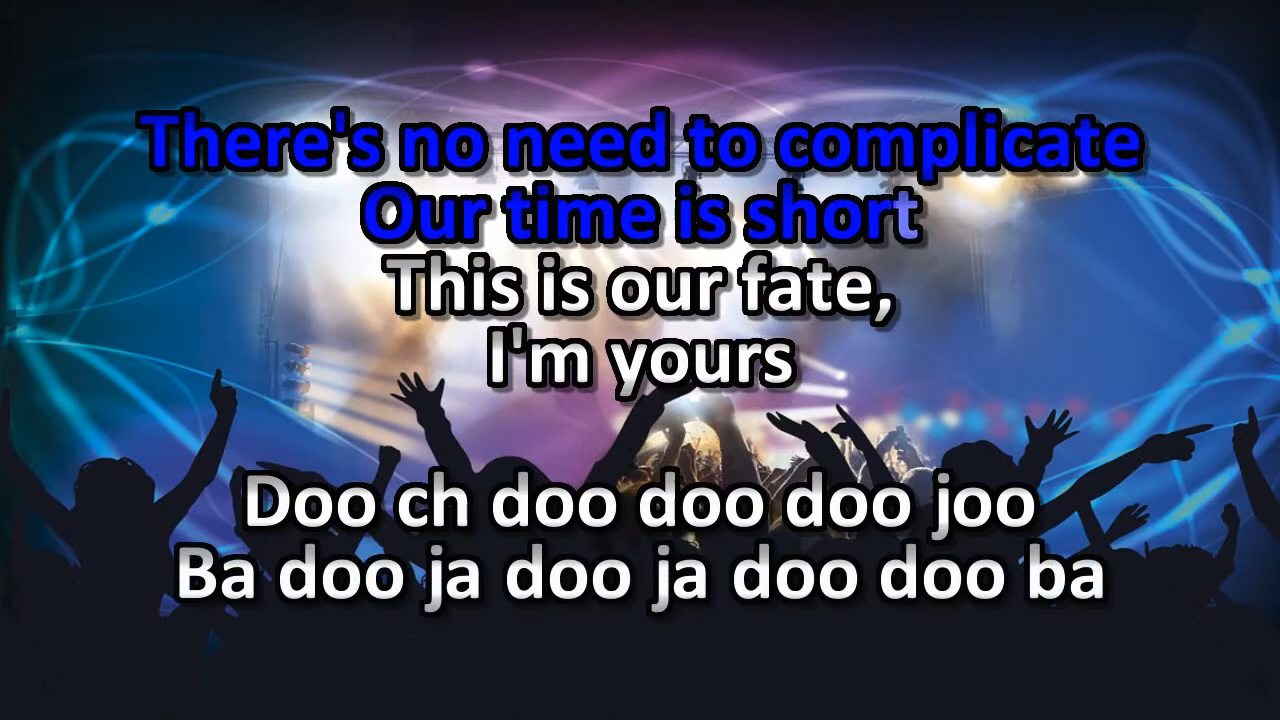 There's no need to complicate
Our time is short
This is our fate,
I'm yours
Doo ch doo doo doo joo
Ba doo ja doo ja doo doo ba